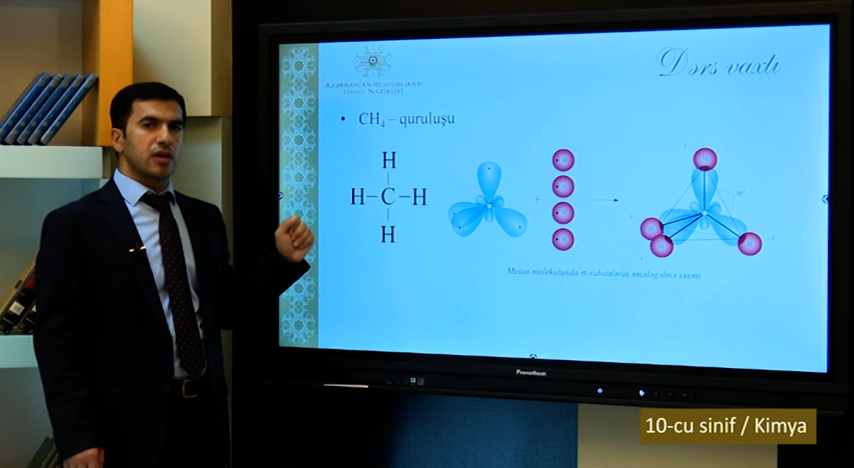 Dərs vaxtı
AZƏRBAYCAN RESPUBLİKASI
TƏHSİL NAZİRLİYİ
• CH₄ – quruluşu
H
H–C–H
H
+
Metan molekulunda σ-rabitələrin əmələgəlmə sxemi
Promethean
10-cu sinif / Kimya